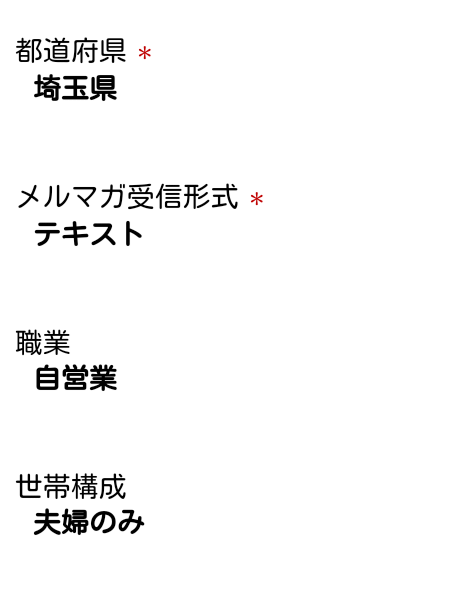 都道府県 *
埼玉県
メルマガ受信形式 *
テキスト
職業
自営業
世帯構成
夫婦のみ